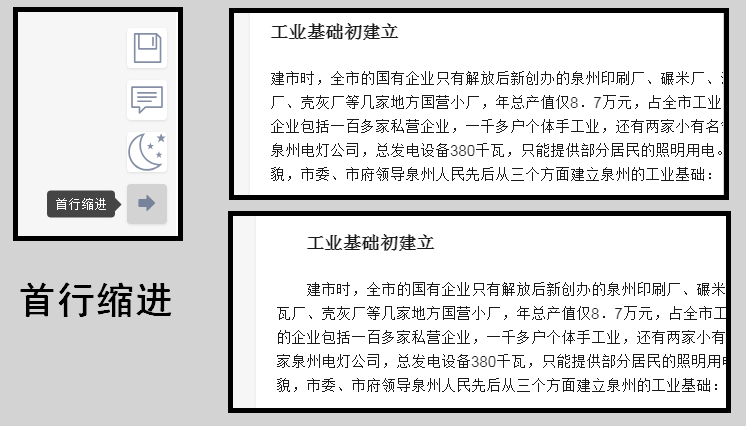 首行缩进
首行缩进
工业基础初建立
建市时，全市的国有企业只有解放后新创办的泉州印刷厂、碾米厂、
厂、壳灰厂等几家地方国营小厂，年总产值仅8．7万元，占全市工业
企业包括一百多家私营企业，一千多户个体手工业，还有两家小有名
泉州电灯公司，总发电设备380千瓦，只能提供部分居民的照明用电。
貌，市委、市府领导泉州人民先后从三个方面建立泉州的工业基础：
工业基础初建立
建市时，全市的国有企业只有解放后新创办的泉州印刷厂、碾米
瓦厂、壳灰厂等几家地方国营小厂，年总产值仅8．7万元，占全市工
的企业包括一百多家私营企业，一千多户个体手工业，还有两家小有
家泉州电灯公司，总发电设备380千瓦，只能提供部分居民的照明用
貌，市委、市府领导泉州人民先后从三个方面建立泉州的工业基础：